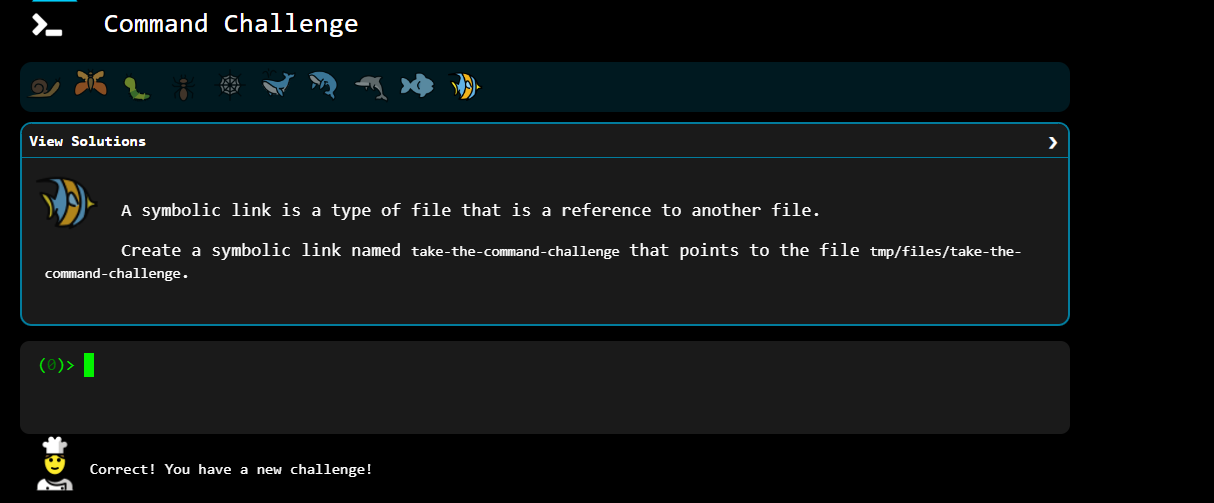 Command Challenge
View Solutions
A symbolic link is a type of file that is a reference to another file.
Create a symbolic link named take-the-command-challenge that points to the file tmp/files/take-the-
command-challenge.
(0)>
Correct! You have a new challenge!